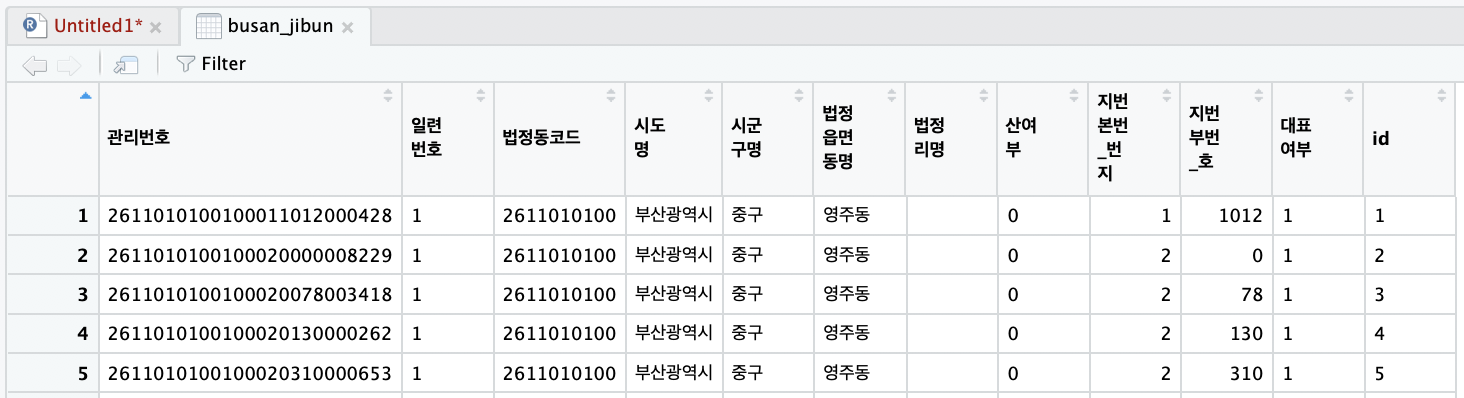 Untitled1* busan_jibun
Filter
관리번호 일련번호 법정동코드 시도명 시군구명 법정읍면동명 법정리명 산여부 지번본번_번지 지번부번_호 대표여부 id
1 2611010100100011012000428 1 2611010100 부산광역시 중구 영주동 0 1 1012 1 1
2 2611010100100020000008229 1 2611010100 부산광역시 중구 영주동 0 2 0 1 2
3 2611010100100020078003418 1 2611010100 부산광역시 중구 영주동 0 2 78 1 3
4 2611010100100020130000262 1 2611010100 부산광역시 중구 영주동 0 2 130 1 4
5 2611010100100020310000653 1 2611010100 부산광역시 중구 영주동 0 2 310 1 5